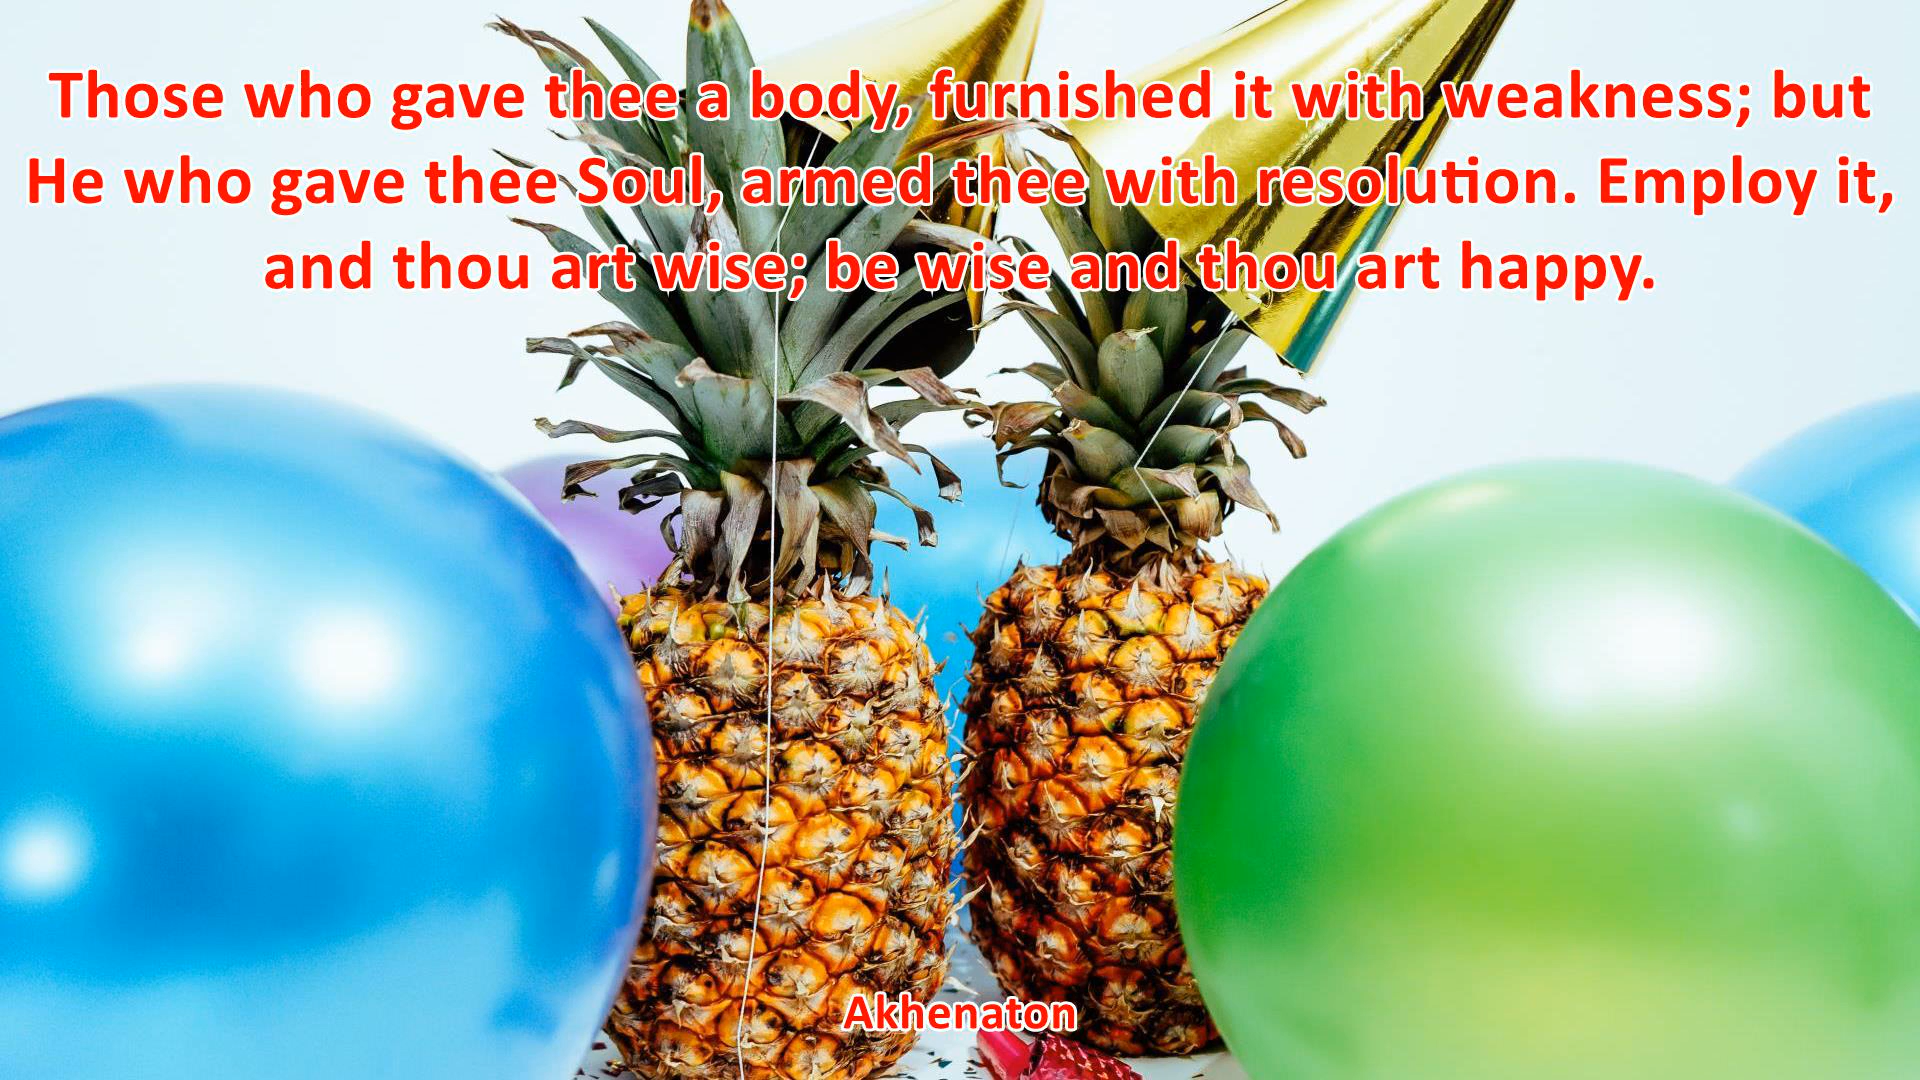 Those who gave thee a body, furnished it with weakness; but
He who gave thee Soul, armed thee with resolution. Employ it,
and thou art wise; be wise and thou art happy.
Akhenaton